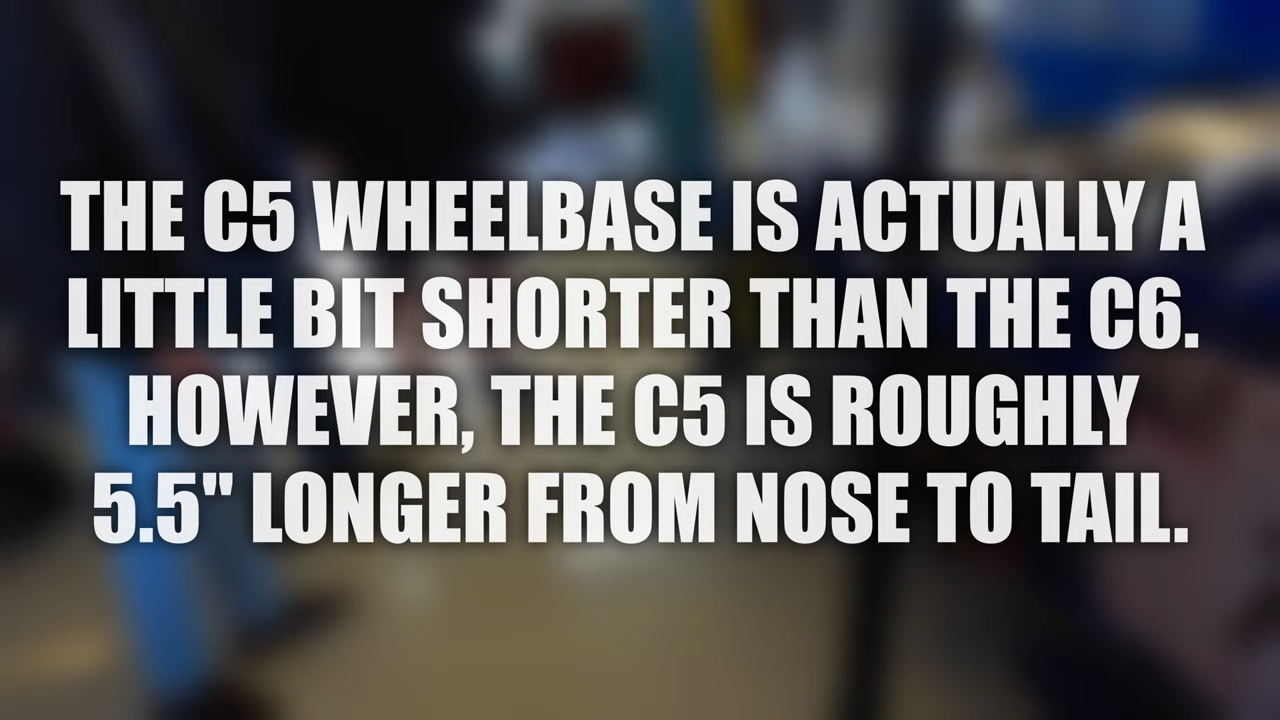 THE C5 WHEELBASE IS ACTUALLY A
LITTLE BIT SHORTER THAN THE C6.
HOWEVER, THE C5 IS ROUGHLY
5.5" LONGER FROM NOSE TO TAIL.